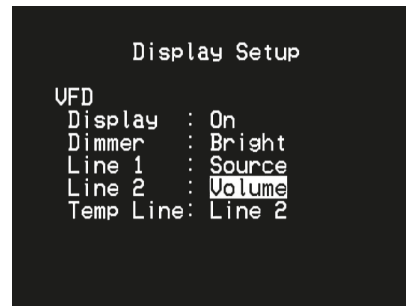 Display Setup
VFD
Display : On
Dimmer : Bright
Line 1 : Source
Line 2 : Volume
Temp Line: Line 2